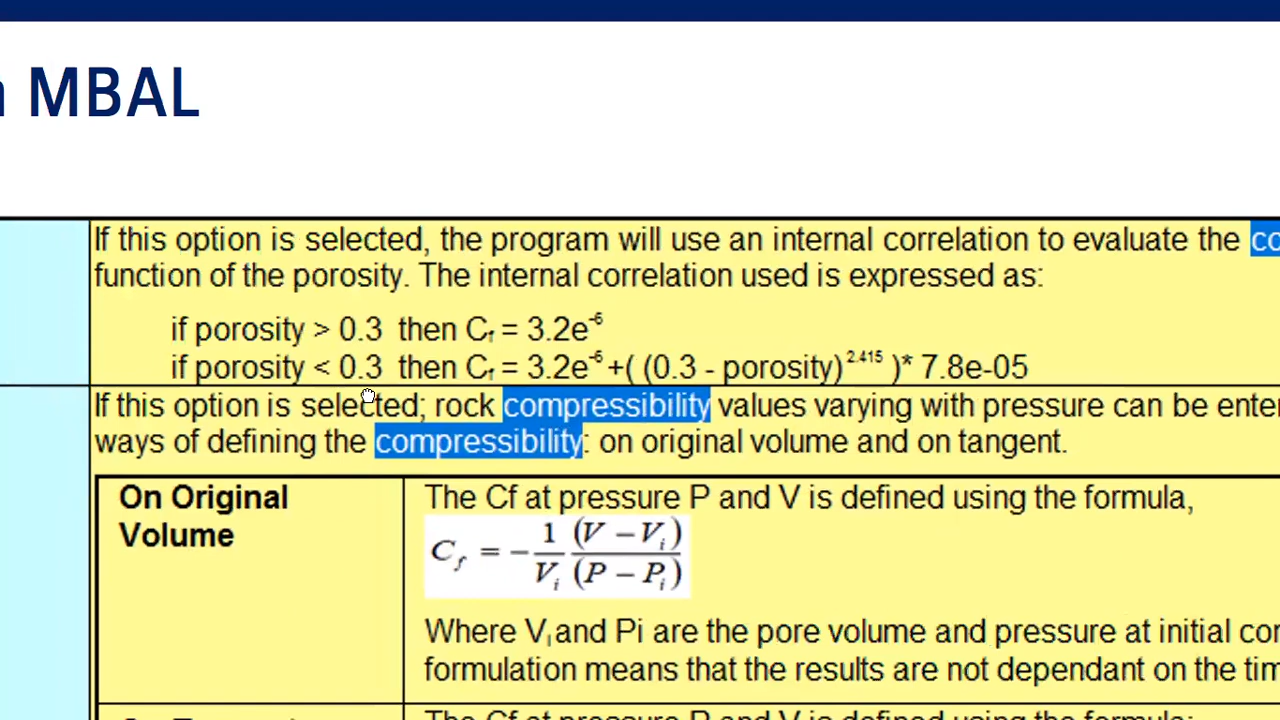 MBAL
If this option is selected, the program will use an internal correlation to evaluate the
function of the porosity. The internal correlation used is expressed as:
if porosity > 0.3 then Cf = 3.2e-6
if porosity < 0.3 then Cf = 3.2e-6 +( (0.3 - porosity)2.415 )* 7.8e-05
If this option is selected; rock compressibility values varying with pressure can be
ways of defining the compressibility: on original volume and on tangent.
On Original
Volume
The Cf at pressure P and V is defined using the formula,
Cf = - 1/Vi (V - Vi)/(P - Pi)
Where Vi and Pi are the pore volume and pressure at initial
formulation means that the results are not dependant on the